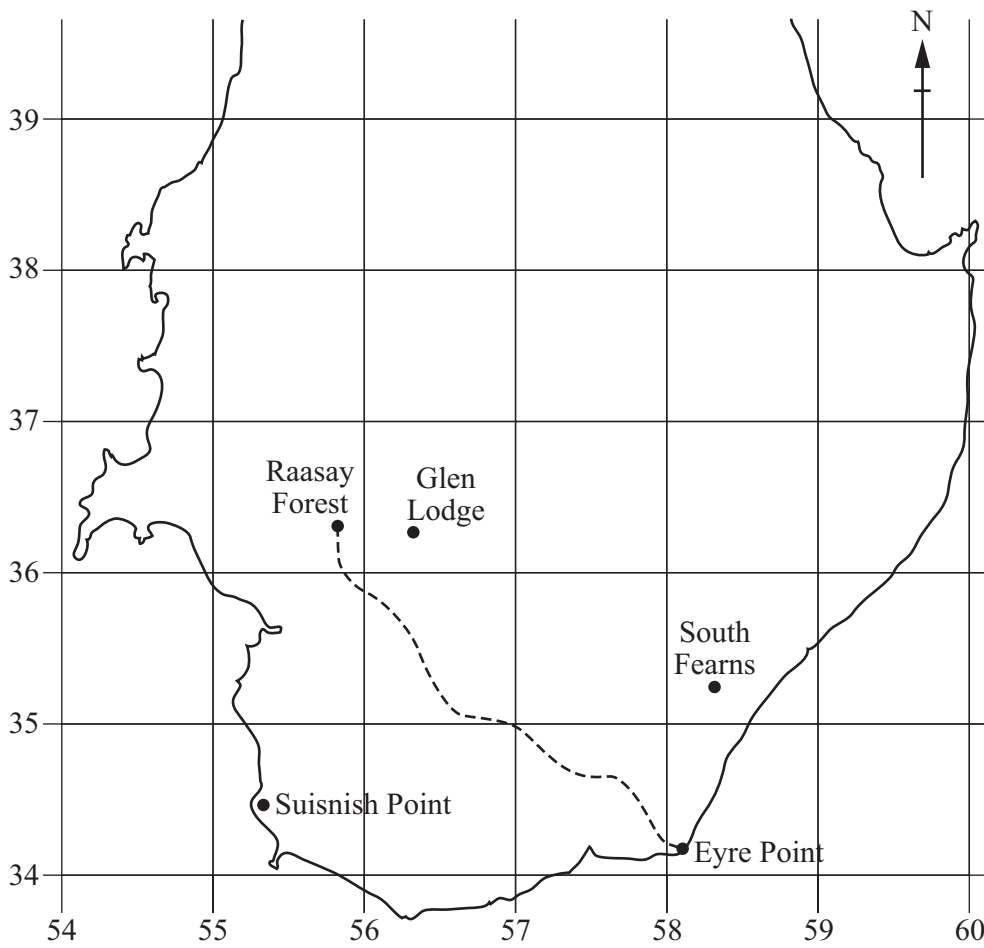 N
39
38
37
Raasay
Forest
Glen
Lodge
36
South
Fearns
35
Suisnish Point
Eyre Point
34
54 55 56 57 58 59 60